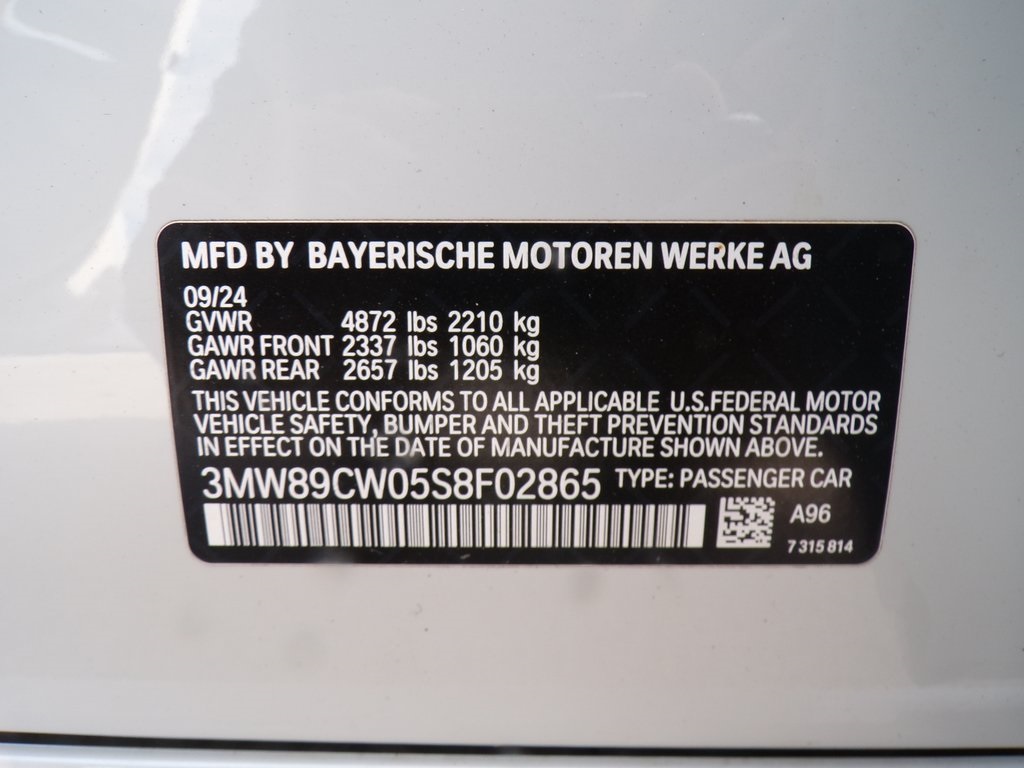 MFD BY BAYERISCHE MOTOREN WERKE AG
09/24
GVWR 4872 lbs 2210 kg
GAWR FRONT 2337 lbs 1060 kg
GAWR REAR 2657 lbs 1205 kg
THIS VEHICLE CONFORMS TO ALL APPLICABLE U.S.FEDERAL MOTOR
VEHICLE SAFETY, BUMPER AND THEFT PREVENTION STANDARDS
IN EFFECT ON THE DATE OF MANUFACTURE SHOWN ABOVE.
3MW89CW05S8F02865 TYPE: PASSENGER CAR
A96
7 315 814